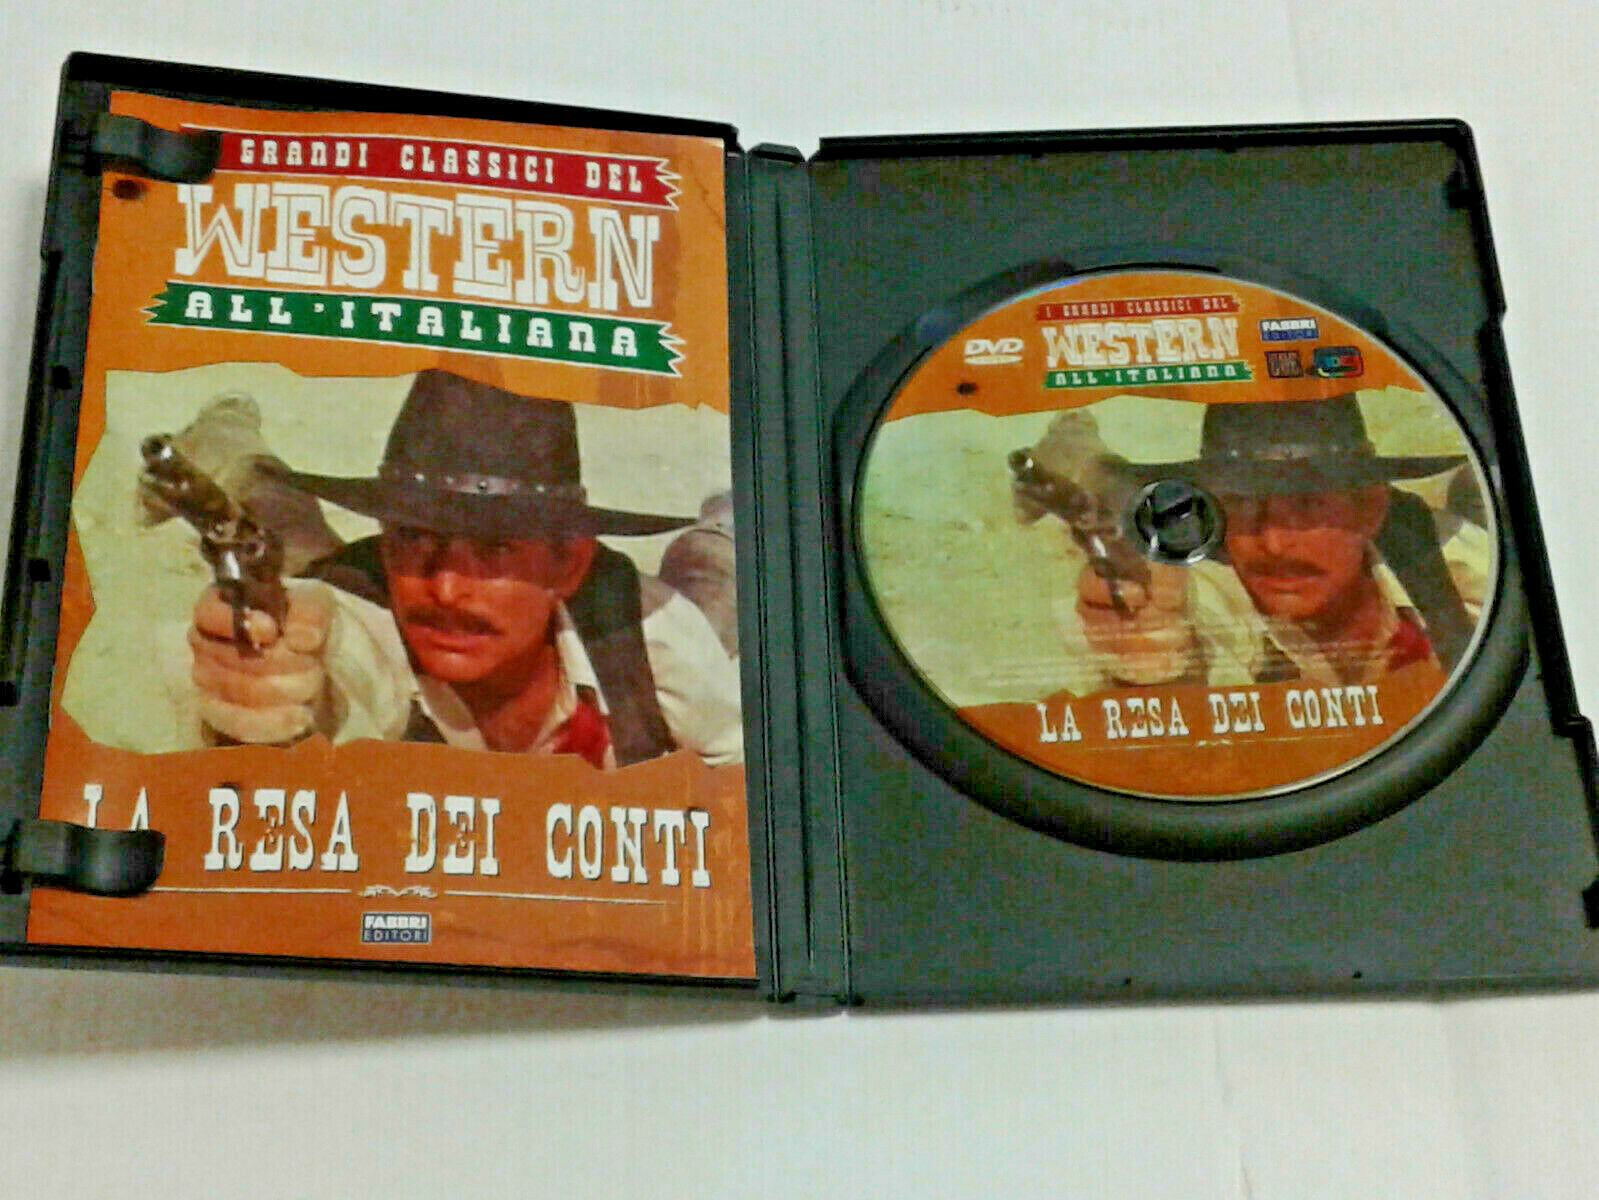 GRANDI CLASSICI DEL
WESTERN
ALL'ITALIANA
LA RESA DEI CONTI
FABBRI
EDITORI
I GRANDI CLASSICI DEL
WESTERN
ALL'ITALIANA
DVD
FABBRI
EDITORI
LA RESA DEI CONTI